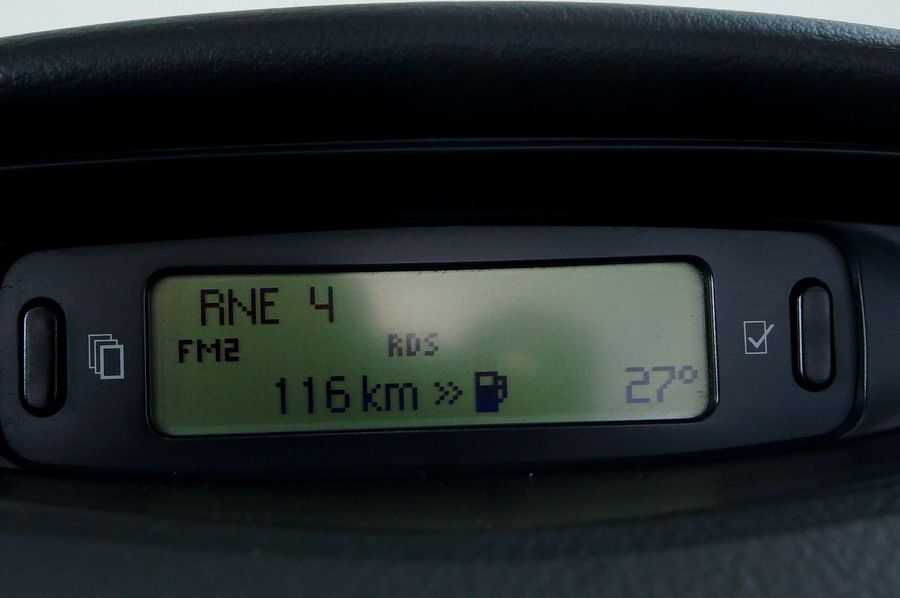 RNE 4
FM2 RDS
116 km » 27°